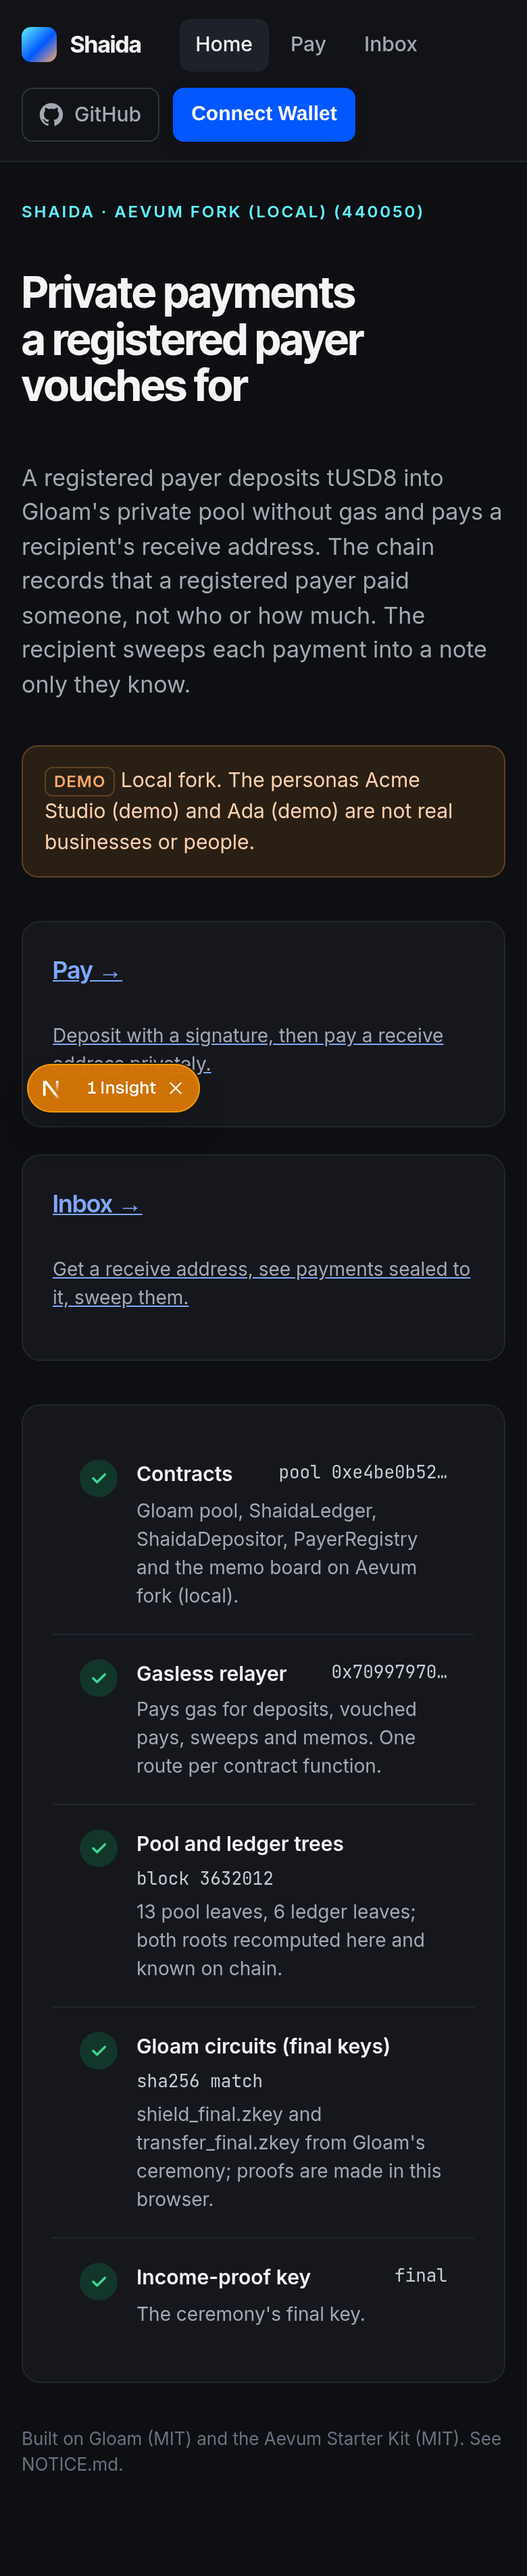 Shaida
Home
Pay
Inbox
GitHub
Connect Wallet
SHAIDA · AEVUM FORK (LOCAL) (440050)
Private payments
a registered payer
vouches for
A registered payer deposits tUSD8 into
Gloam's private pool without gas and pays a
recipient's receive address. The chain
records that a registered payer paid
someone, not who or how much. The
recipient sweeps each payment into a note
only they know.
DEMO Local fork. The personas Acme
Studio (demo) and Ada (demo) are not real
businesses or people.
Pay →
Deposit with a signature, then pay a receive
address privately.
1 Insight
Inbox →
Get a receive address, see payments sealed to
it, sweep them.
Contracts pool 0xe4be0b52…
Gloam pool, ShaidaLedger,
ShaidaDepositor, PayerRegistry
and the memo board on Aevum
fork (local).
Gasless relayer 0x70997970…
Pays gas for deposits, vouched
pays, sweeps and memos. One
route per contract function.
Pool and ledger trees
block 3632012
13 pool leaves, 6 ledger leaves;
both roots recomputed here and
known on chain.
Gloam circuits (final keys)
sha256 match
shield_final.zkey and
transfer_final.zkey from Gloam's
ceremony; proofs are made in this
browser.
Income-proof key final
The ceremony's final key.
Built on Gloam (MIT) and the Aevum Starter Kit (MIT). See
NOTICE.md.